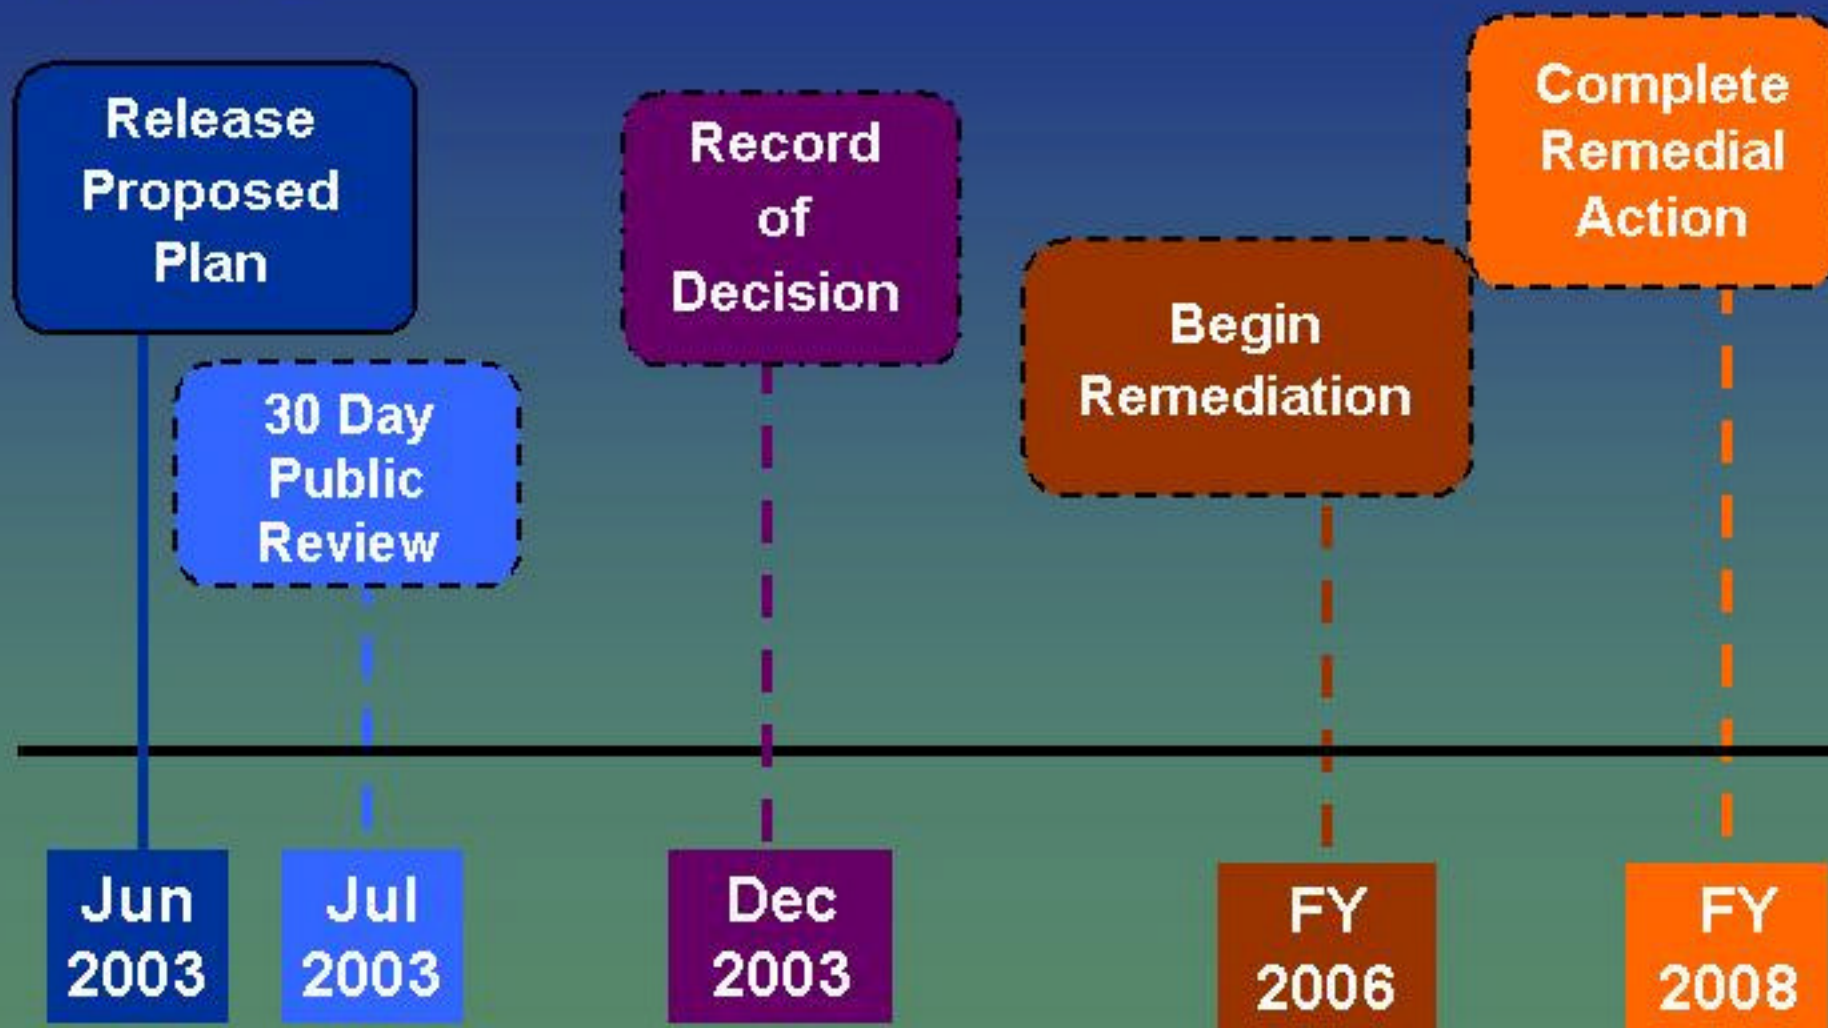 Release
Proposed
Plan
30 Day
Public
Review
Record
of
Decision
Begin
Remediation
Complete
Remedial
Action
Jun
2003
Jul
2003
Dec
2003
FY
2006
FY
2008